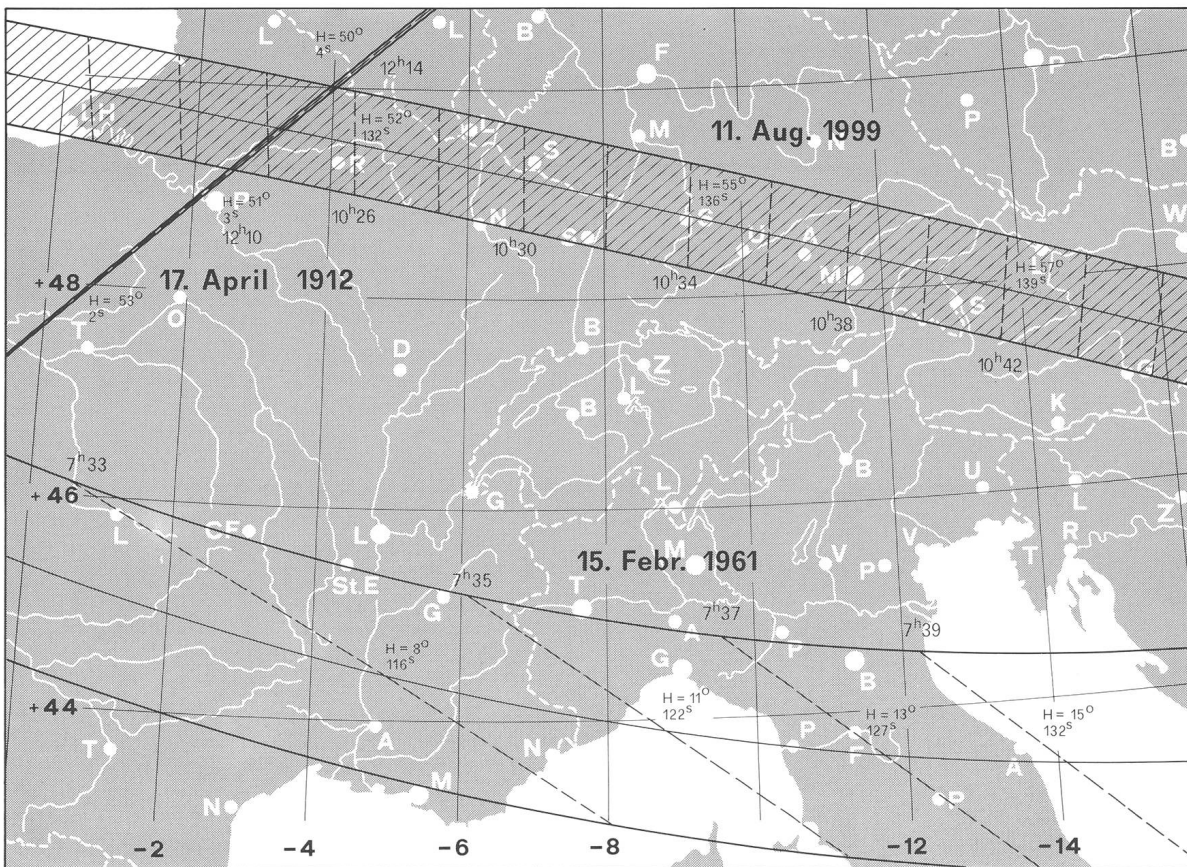 L
L
B
H=50°
4ˢ
12ʰ14
F
P
P
LH
H=52°
132ˢ
L
M
11. Aug. 1999
N
B
R
S
H=55°
136ˢ
P
H=51°
3ˢ
12ʰ10
10ʰ26
N
10ʰ30
S
C
U
A
W
+48
H=53°
2ˢ
17. April 1912
10ʰ34
M
L
H=57°
139ˢ
O
10ʰ38
S
T
B
10ʰ42
D
Z
I
G
L
B
K
7ʰ33
B
+46
G
L
U
L
Z
L
CF
L
M
15. Febr. 1961
V
P
V
T
R
St.E
7ʰ35
G
T
7ʰ37
A
P
7ʰ39
H=8°
116ˢ
G
B
+44
H=11°
122ˢ
H=13°
127ˢ
H=15°
132ˢ
T
A
N
P
F
A
N
M
P
-2
-4
-6
-8
-12
-14